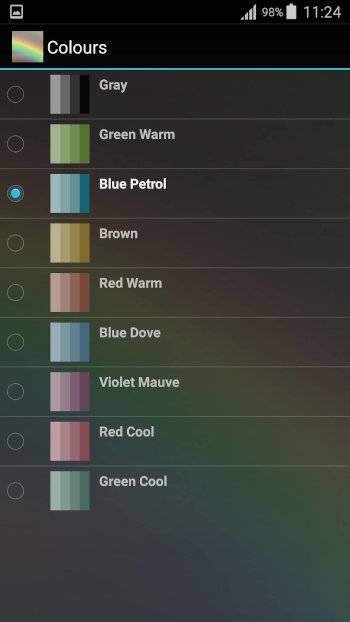 98% 11:24
Colours
Gray
Green Warm
Blue Petrol
Brown
Red Warm
Blue Dove
Violet Mauve
Red Cool
Green Cool